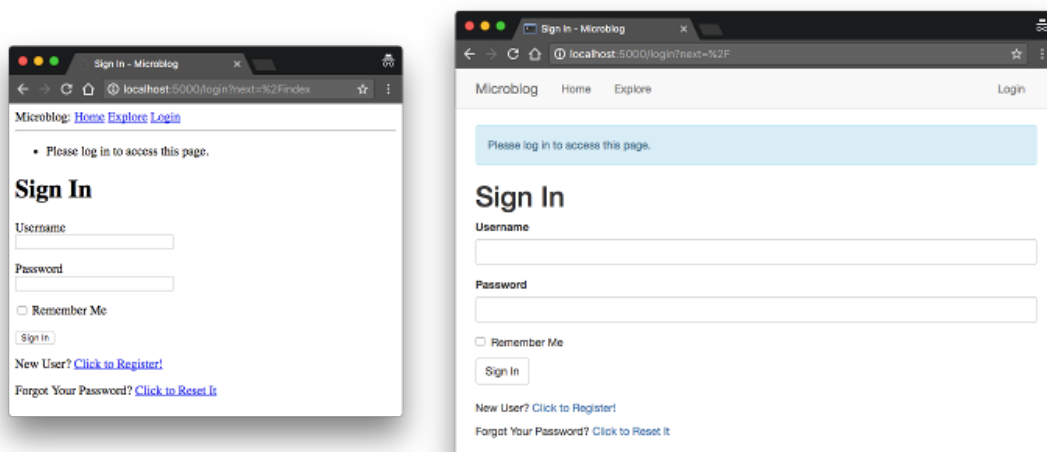 Sign In - Microblog ×
localhost:5000/login?next=%2Findex
Microblog: Home Explore Login
• Please log in to access this page.
Sign In
Username
Password
Remember Me
Sign In
New User? Click to Register!
Forgot Your Password? Click to Reset It
Sign In - Microblog ×
localhost:5000/login?next=%2F
Microblog Home Explore Login
Please log in to access this page.
Sign In
Username
Password
Remember Me
Sign In
New User? Click to Register!
Forgot Your Password? Click to Reset It